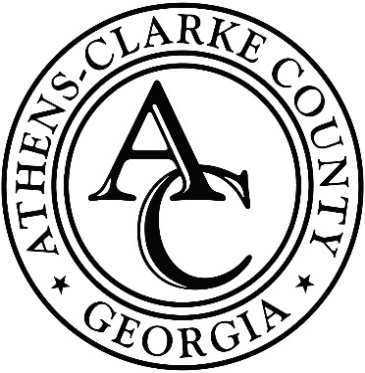 ATHENS-CLARKE COUNTY
AC
GEORGIA